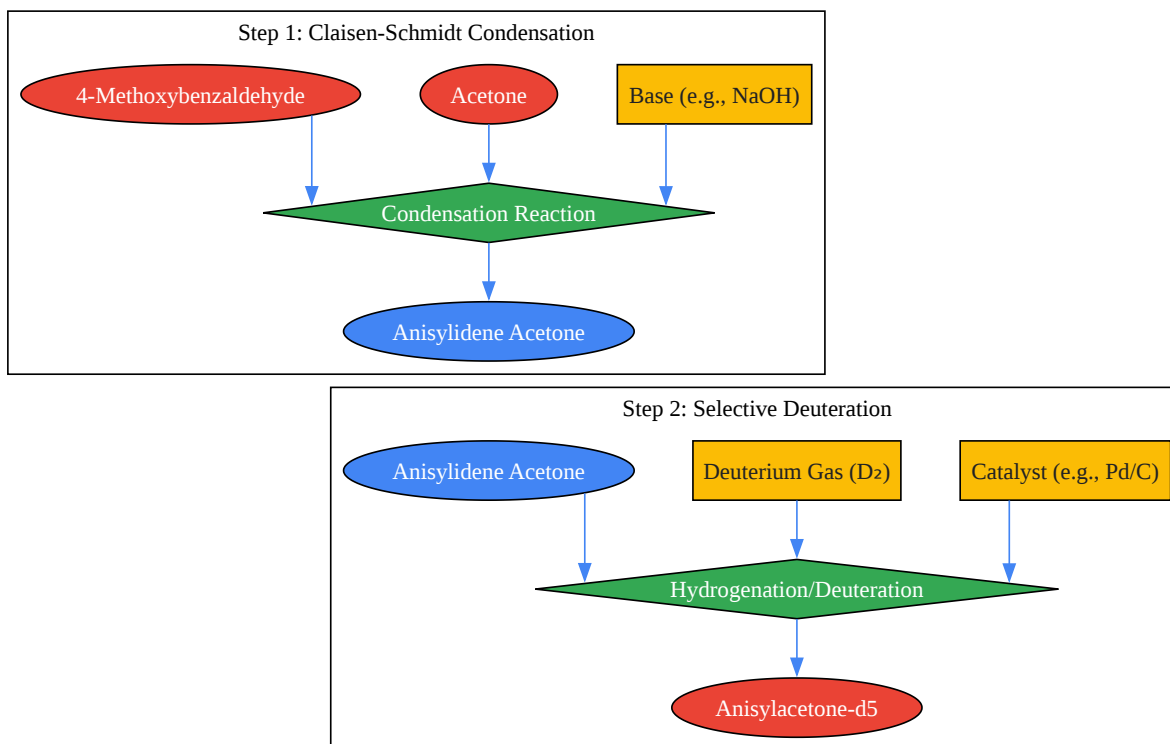 Step 1: Claisen-Schmidt Condensation
4-Methoxybenzaldehyde
Acetone
Base (e.g., NaOH)
Condensation Reaction
Anisylidene Acetone
Step 2: Selective Deuteration
Anisylidene Acetone
Deuterium Gas (D₂)
Catalyst (e.g., Pd/C)
Hydrogenation/Deuteration
Anisylacetone-d5